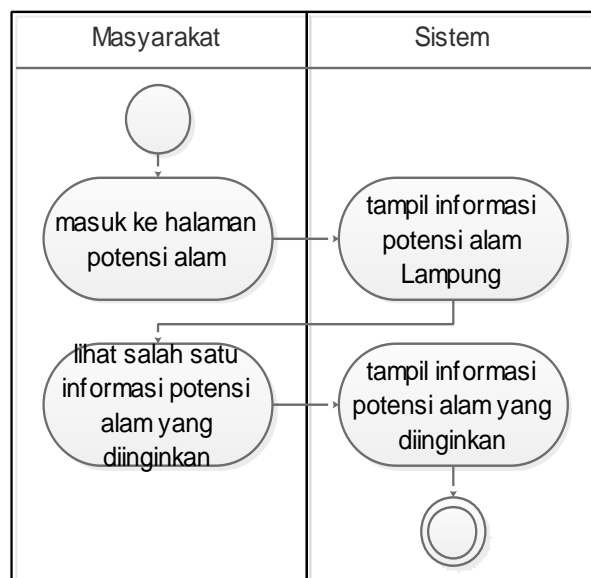 Masyarakat
Sistem
masuk ke halaman
potensi alam
tampil informasi
potensi alam
Lampung
lihat salah satu
informasi potensi
alam yang
diinginkan
tampil informasi
potensi alam yang
diinginkan